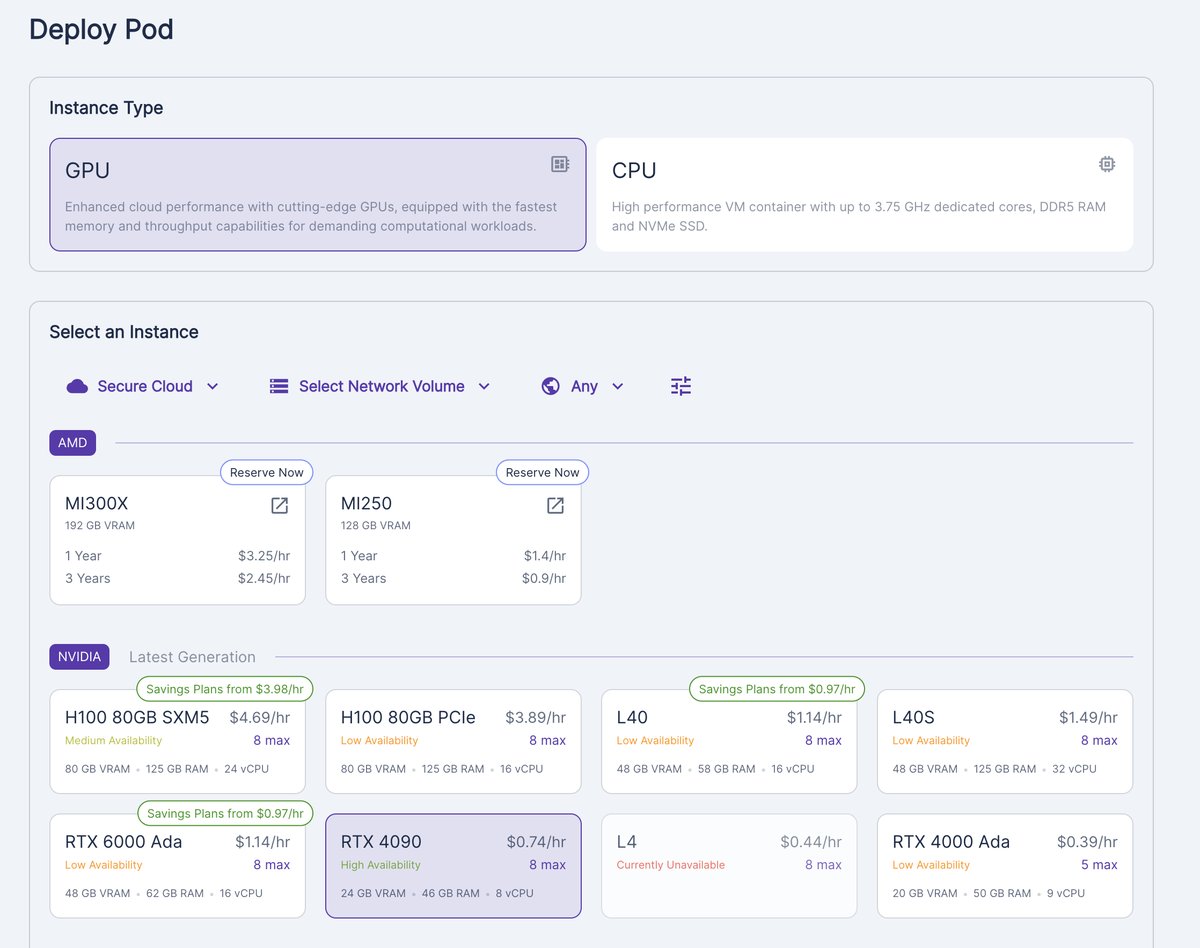 Deploy Pod
Instance Type
GPU
Enhanced cloud performance with cutting-edge GPUs, equipped with the fastest
memory and throughput capabilities for demanding computational workloads.
CPU
High performance VM container with up to 3.75 GHz dedicated cores, DDR5 RAM
and NVMe SSD.
Select an Instance
Secure Cloud
Select Network Volume
Any
AMD
Reserve Now
MI300X
192 GB VRAM
1 Year $3.25/hr
3 Years $2.45/hr
Reserve Now
MI250
128 GB VRAM
1 Year $1.4/hr
3 Years $0.9/hr
NVIDIA Latest Generation
Savings Plans from $3.98/hr
H100 80GB SXM5 $4.69/hr
Medium Availability 8 max
80 GB VRAM • 125 GB RAM • 24 vCPU
H100 80GB PCIe $3.89/hr
Low Availability 8 max
80 GB VRAM • 125 GB RAM • 16 vCPU
Savings Plans from $0.97/hr
L40 $1.14/hr
Low Availability 8 max
48 GB VRAM • 58 GB RAM • 16 vCPU
L40S $1.49/hr
Low Availability 8 max
48 GB VRAM • 125 GB RAM • 32 vCPU
Savings Plans from $0.97/hr
RTX 6000 Ada $1.14/hr
Low Availability 8 max
48 GB VRAM • 62 GB RAM • 16 vCPU
RTX 4090 $0.74/hr
High Availability 8 max
24 GB VRAM • 46 GB RAM • 8 vCPU
L4 $0.44/hr
Currently Unavailable 8 max
RTX 4000 Ada $0.39/hr
Low Availability 5 max
20 GB VRAM • 50 GB RAM • 9 vCPU